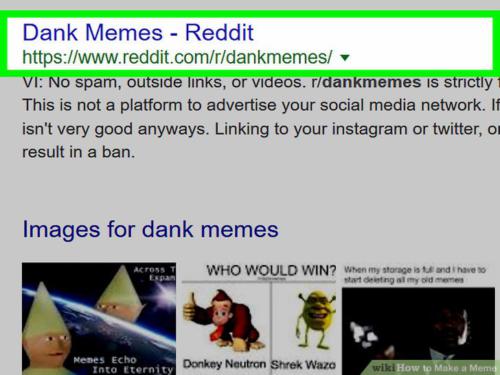 Dank Memes - Reddit
https://www.reddit.com/r/dankmemes/
VI: No spam, outside links, or videos. r/dankmemes is strictly f
This is not a platform to advertise your social media network. If
isn't very good anyways. Linking to your instagram or twitter, or
result in a ban.
Images for dank memes
Across T
Expan
Memes Echo
Into Eternity
WHO WOULD WIN?
Donkey Neutron Shrek Wazo
When my storage is full and I have to
start deleting all my old memes
wikiHow to Make a Meme